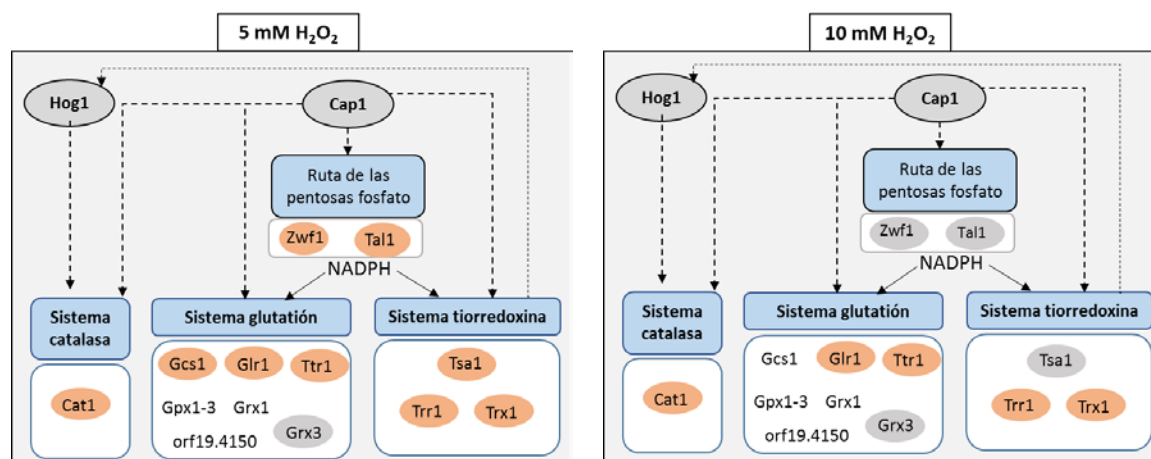 5 mM H₂O₂
Hog1
Cap1
Ruta de las
pentosas fosfato
Zwf1
Tal1
NADPH
Sistema
catalasa
Sistema glutatión
Sistema tiorredoxina
Cat1
Gcs1
Glr1
Ttr1
Gpx1-3
Grx1
orf19.4150
Grx3
Tsa1
Trr1
Trx1
10 mM H₂O₂
Hog1
Cap1
Ruta de las
pentosas fosfato
Zwf1
Tal1
NADPH
Sistema
catalasa
Sistema glutatión
Sistema tiorredoxina
Cat1
Gcs1
Glr1
Ttr1
Gpx1-3
Grx1
orf19.4150
Grx3
Tsa1
Trr1
Trx1